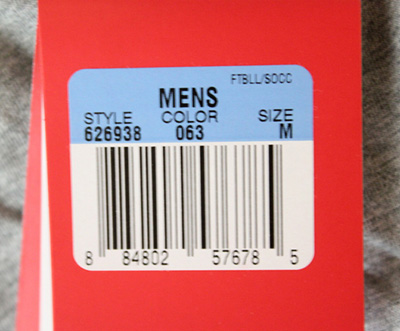 FTBLL/SOCC
MENS
STYLE COLOR SIZE
626938 063 M
8 84802 57678 5